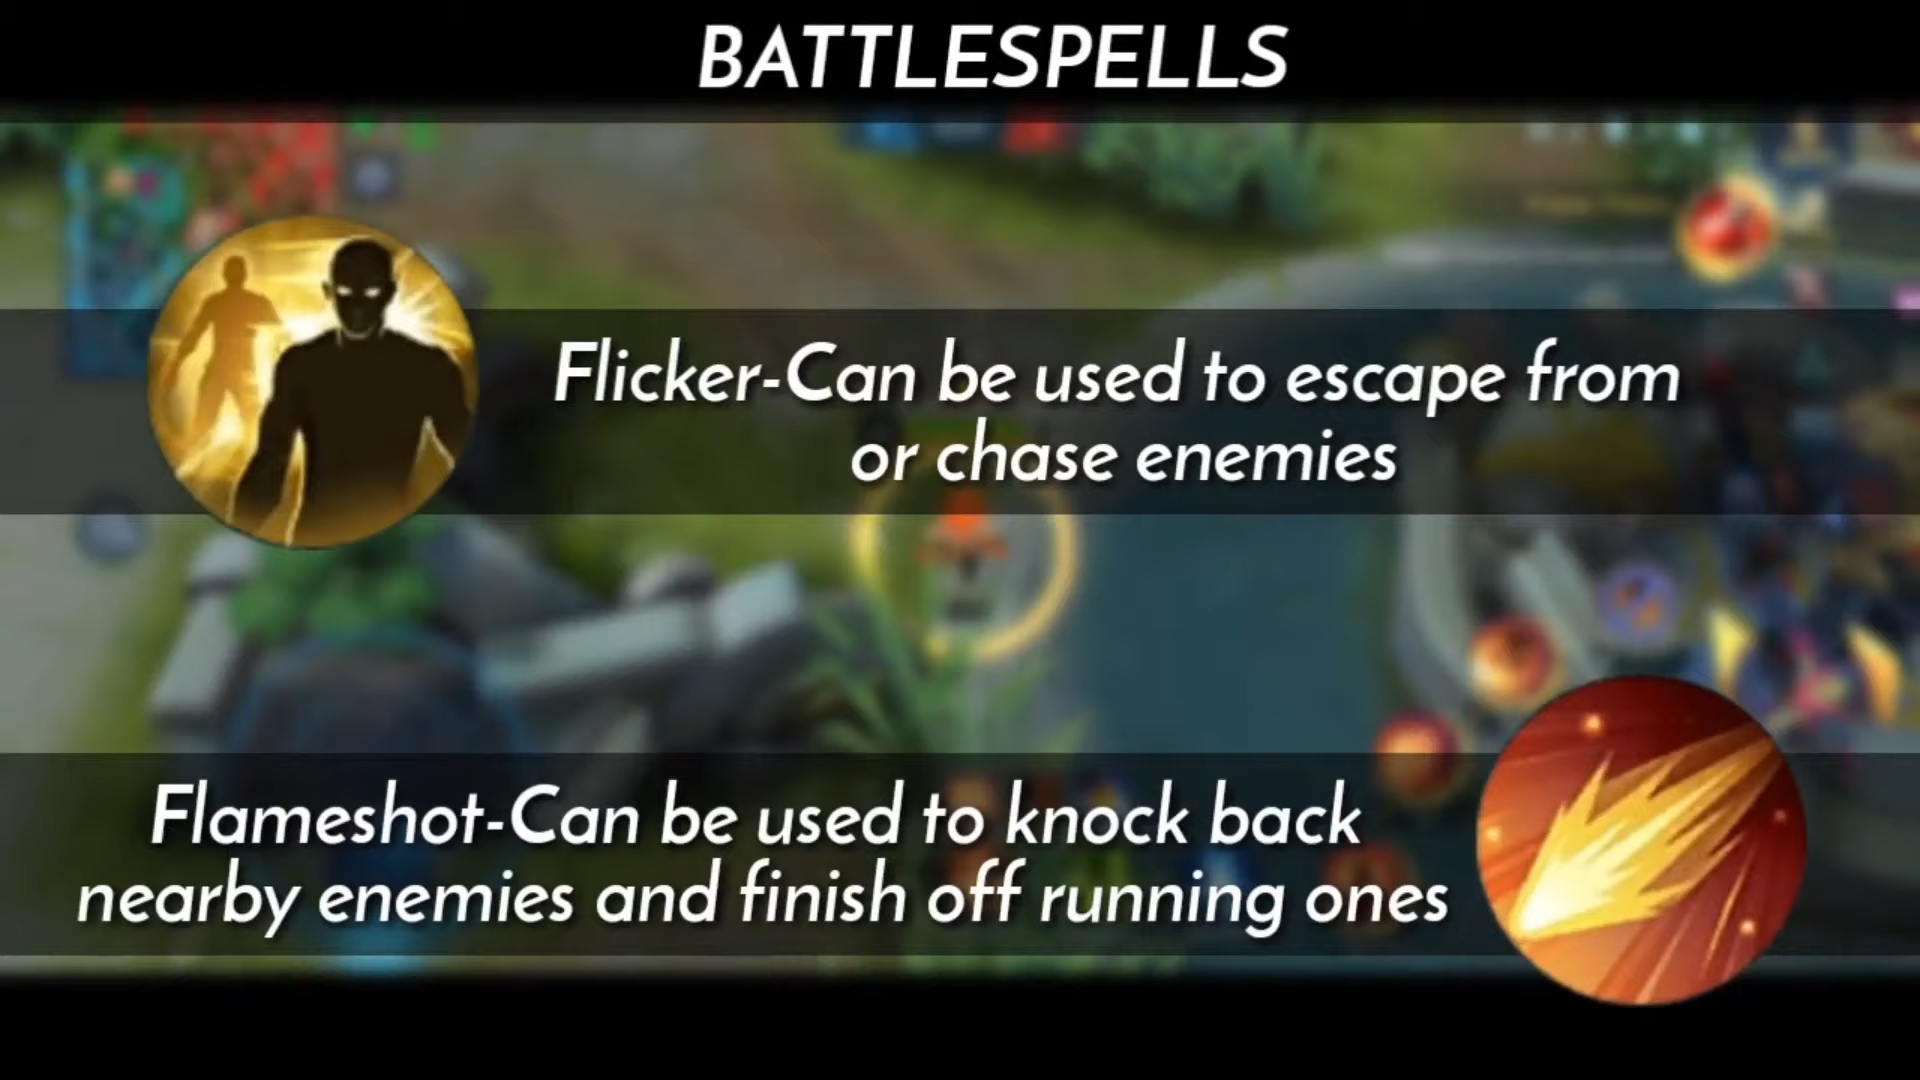 BATTLESPELLS
Flicker-Can be used to escape from
or chase enemies
Flameshot-Can be used to knock back
nearby enemies and finish off running ones